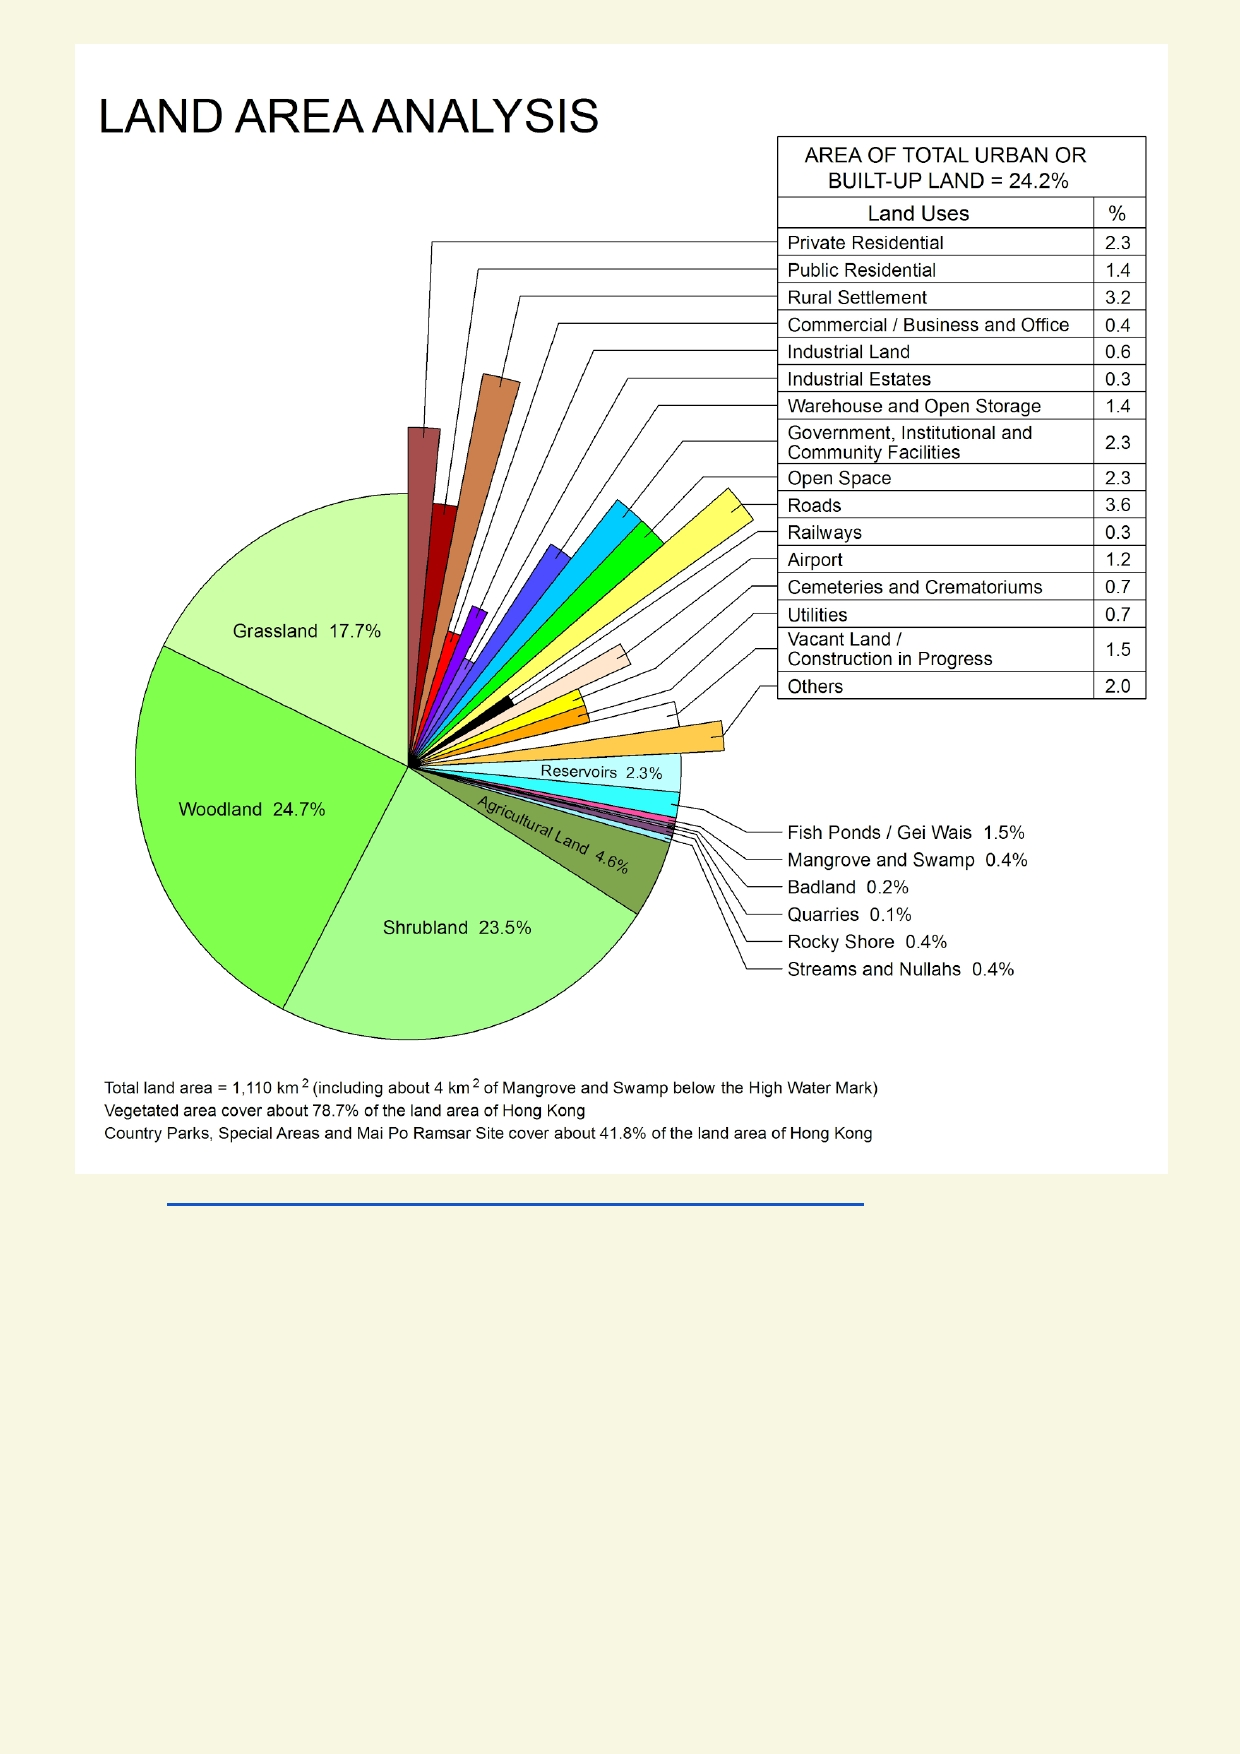 LAND AREA ANALYSIS
AREA OF TOTAL URBAN OR
BUILT-UP LAND = 24.2%
Land Uses %
Private Residential 2.3
Public Residential 1.4
Rural Settlement 3.2
Commercial / Business and Office 0.4
Industrial Land 0.6
Industrial Estates 0.3
Warehouse and Open Storage 1.4
Government, Institutional and
Community Facilities 2.3
Open Space 2.3
Roads 3.6
Railways 0.3
Airport 1.2
Cemeteries and Crematoriums 0.7
Utilities 0.7
Vacant Land /
Construction in Progress 1.5
Others 2.0
Grassland 17.7%
Woodland 24.7%
Shrubland 23.5%
Agricultural Land 4.6%
Reservoirs 2.3%
Fish Ponds / Gei Wais 1.5%
Mangrove and Swamp 0.4%
Badland 0.2%
Quarries 0.1%
Rocky Shore 0.4%
Streams and Nullahs 0.4%
Total land area = 1,110 km² (including about 4 km² of Mangrove and Swamp below the High Water Mark)
Vegetated area cover about 78.7% of the land area of Hong Kong
Country Parks, Special Areas and Mai Po Ramsar Site cover about 41.8% of the land area of Hong Kong